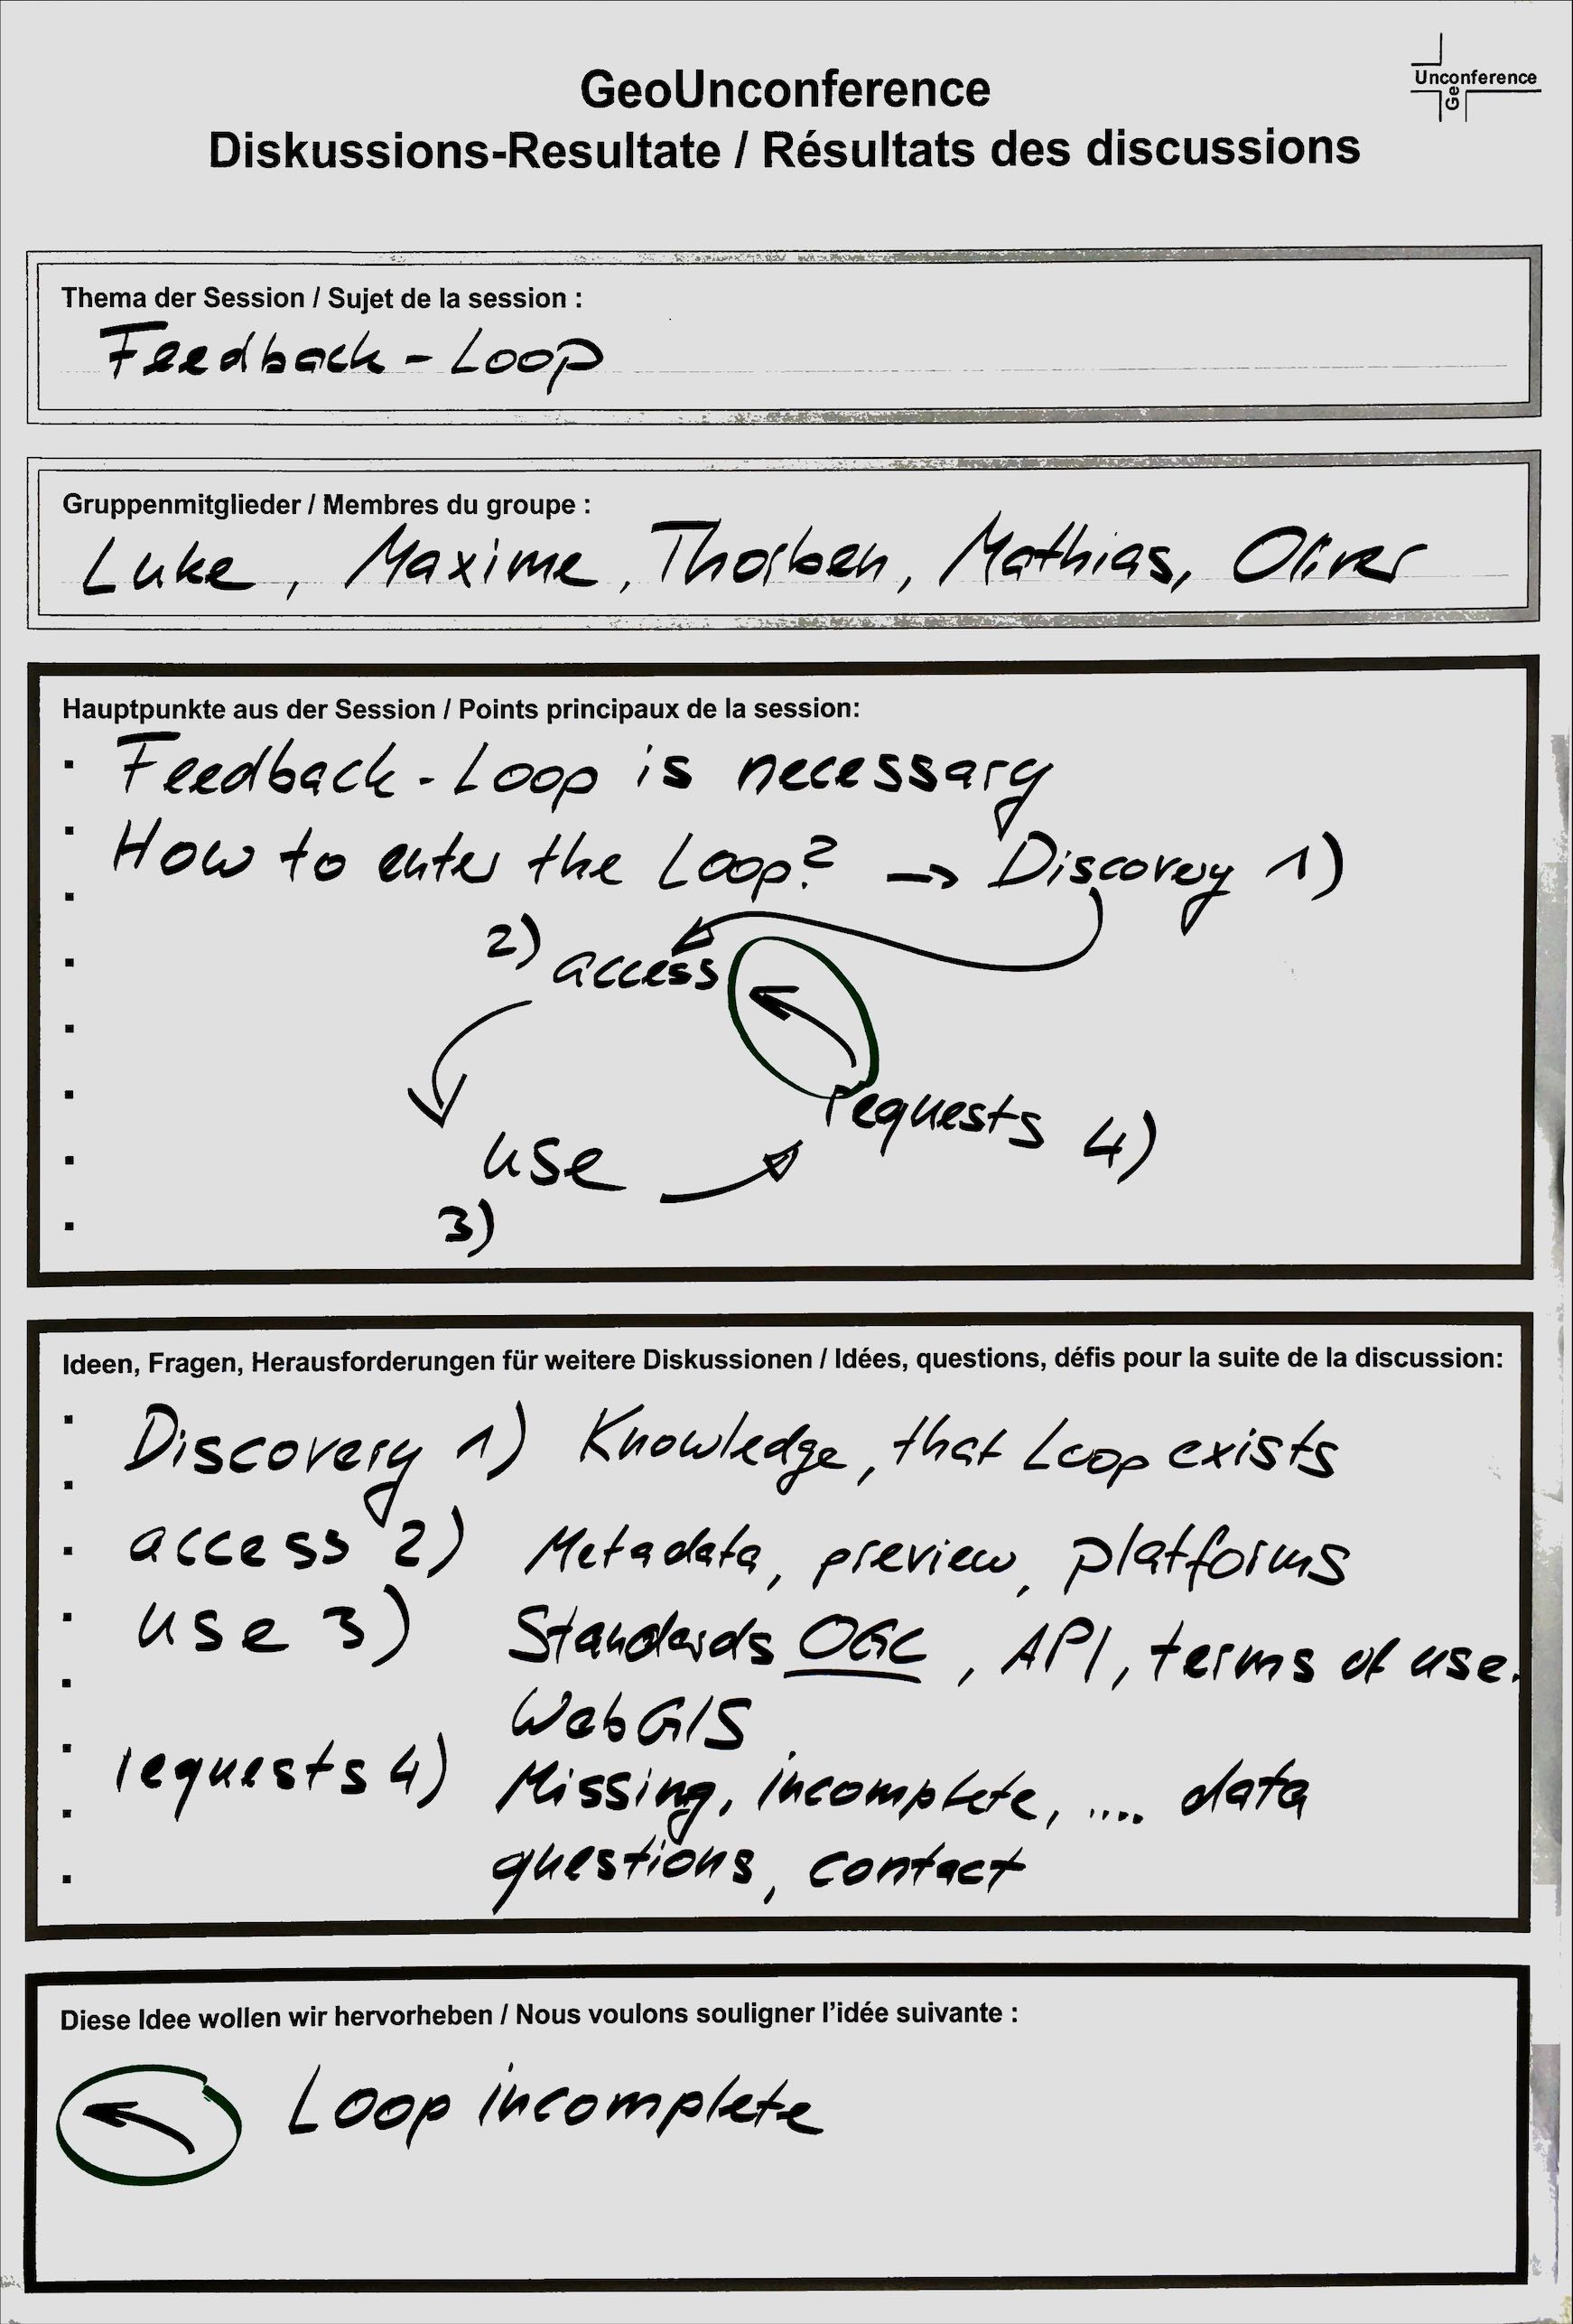 GeoUnconference
Diskussions-Resultate / Résultats des discussions
Unconference
Geo
Thema der Session / Sujet de la session :
Feedback-Loop
Gruppenmitglieder / Membres du groupe :
Luke, Maxime, Thorben, Mathias, Oliver
Hauptpunkte aus der Session / Points principaux de la session:
Feedback-Loop is necessary
How to enter the Loop? → Discovery 1)
2) access
requests 4)
use
3)
Ideen, Fragen, Herausforderungen für weitere Diskussionen / Idées, questions, défis pour la suite de la discussion:
Discovery 1) Knowledge, that Loop exists
access 2) Metadata, preview, platforms
use 3) Standards OGC, API, terms of use.
WebGIS
requests 4) Missing, incomplete, .... data
questions, contact
Diese Idee wollen wir hervorheben / Nous voulons souligner l'idée suivante :
Loop incomplete